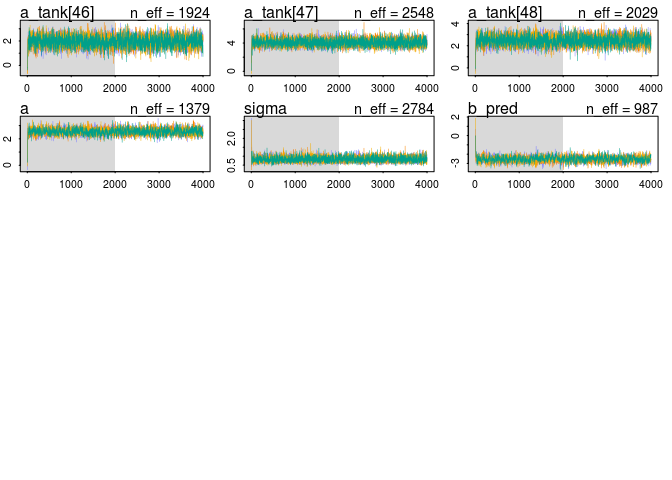 a_tank[46] n_eff = 1924
0 2
0 1000 2000 3000 4000
a_tank[47] n_eff = 2548
0 4
0 1000 2000 3000 4000
a_tank[48] n_eff = 2029
0 2 4
0 1000 2000 3000 4000
a n_eff = 1379
0 2
0 1000 2000 3000 4000
sigma n_eff = 2784
0.5 2.0
0 1000 2000 3000 4000
b_pred n_eff = 987
-3 0 2
0 1000 2000 3000 4000